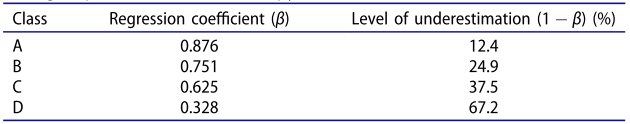 Class Regression coefficient (β) Level of underestimation (1 − β) (%)
A 0.876 12.4
B 0.751 24.9
C 0.625 37.5
D 0.328 67.2